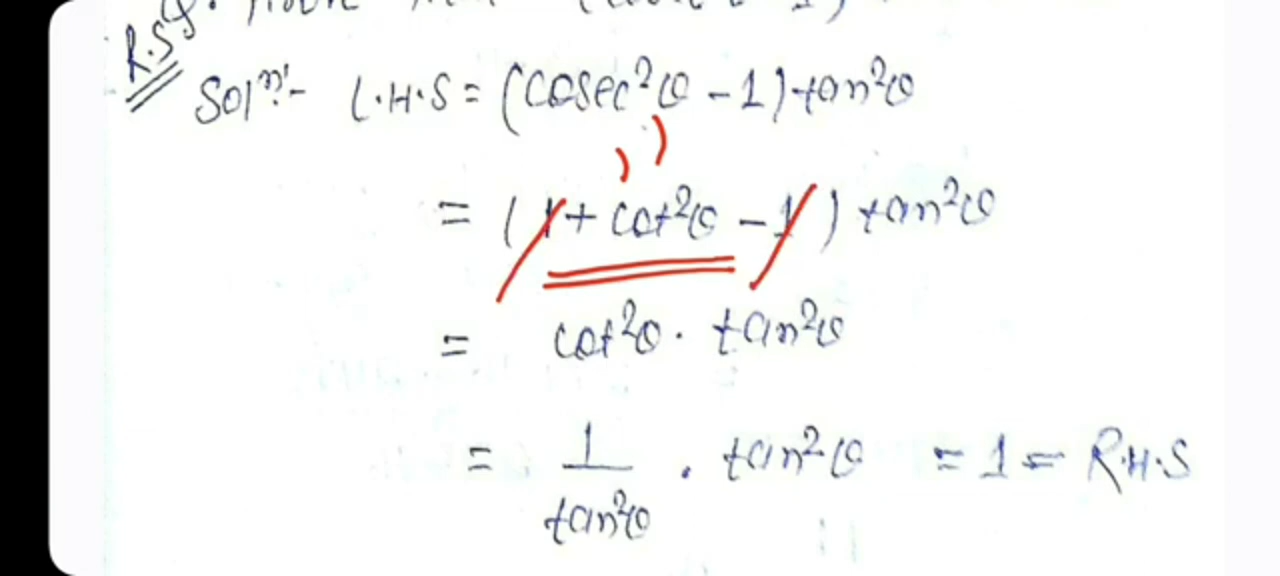 R.S
Solⁿ:- L.H.S = (cosec²θ - 1) tan²θ
= (1 + cot²θ - 1) tan²θ
= cot²θ . tan²θ
= 1/tan²θ . tan²θ = 1 = R.H.S